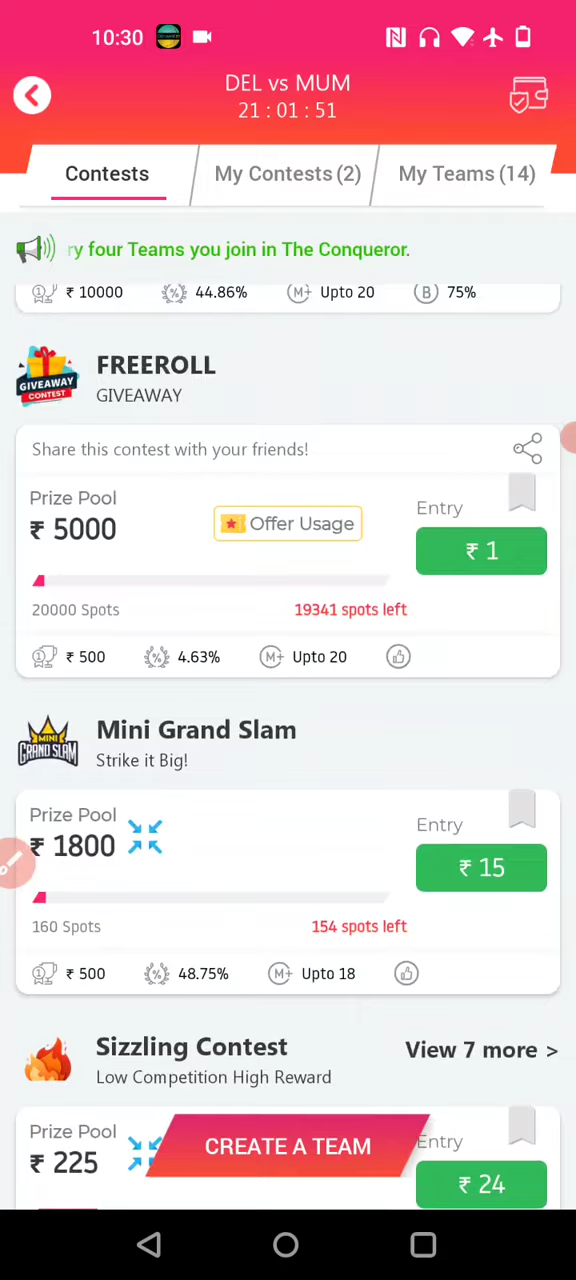 10:30
DEL vs MUM
21 : 01 : 51
Contests
My Contests (2)
My Teams (14)
ry four Teams you join in The Conqueror.
₹ 10000 44.86% M+ Upto 20 B 75%
GIVEAWAY
CONTEST
FREEROLL
GIVEAWAY
Share this contest with your friends!
Prize Pool
₹ 5000
Offer Usage
Entry
₹ 1
20000 Spots
19341 spots left
₹ 500 4.63% M+ Upto 20
MINI
GRAND SLAM
Mini Grand Slam
Strike it Big!
Prize Pool
₹ 1800
Entry
₹ 15
160 Spots
154 spots left
₹ 500 48.75% M+ Upto 18
Sizzling Contest
View 7 more >
Low Competition High Reward
Prize Pool
₹ 225
CREATE A TEAM
Entry
₹ 24